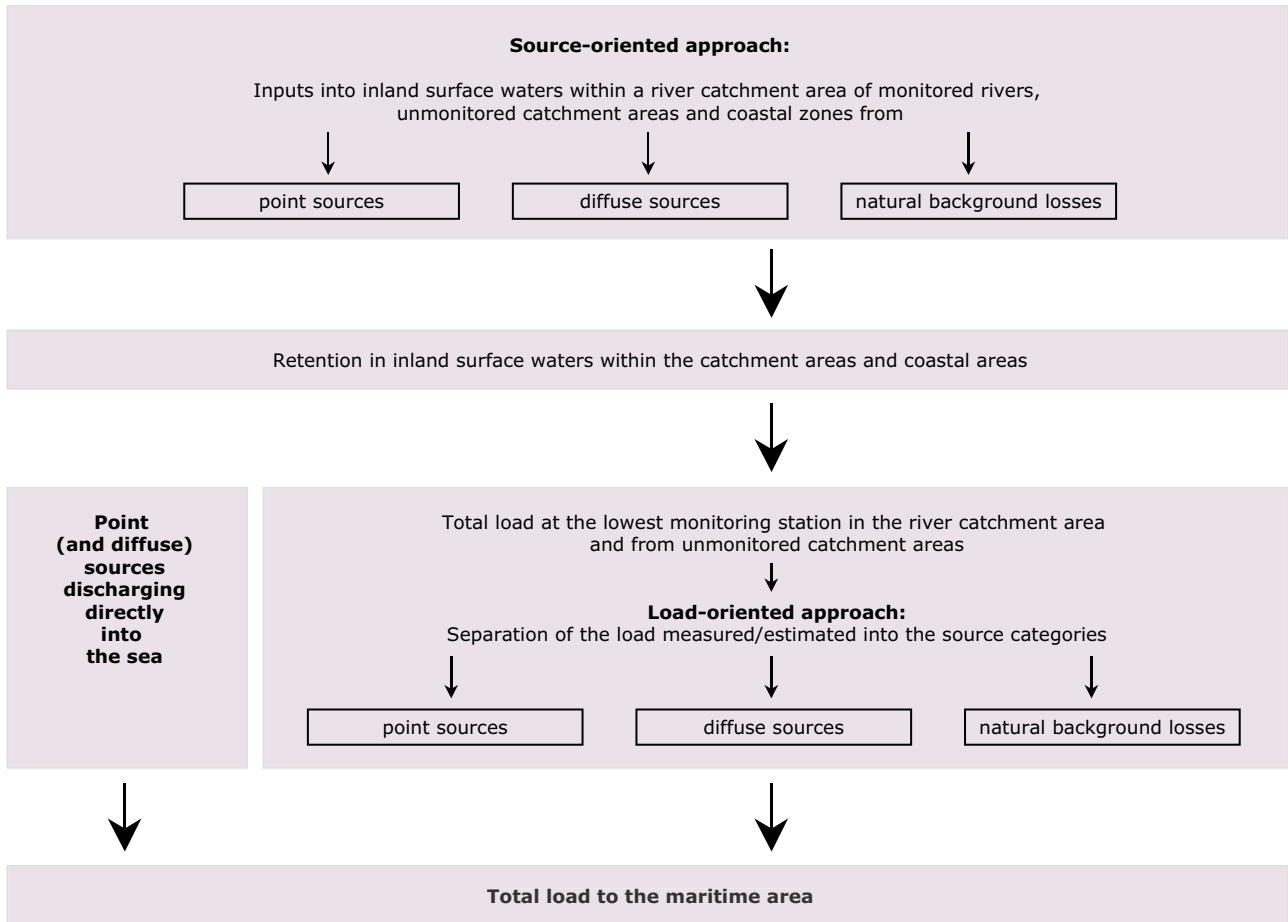 Source-oriented approach:
Inputs into inland surface waters within a river catchment area of monitored rivers,
unmonitored catchment areas and coastal zones from
point sources
diffuse sources
natural background losses
Retention in inland surface waters within the catchment areas and coastal areas
Point
(and diffuse)
sources
discharging
directly
into
the sea
Total load at the lowest monitoring station in the river catchment area
and from unmonitored catchment areas
Load-oriented approach:
Separation of the load measured/estimated into the source categories
point sources
diffuse sources
natural background losses
Total load to the maritime area